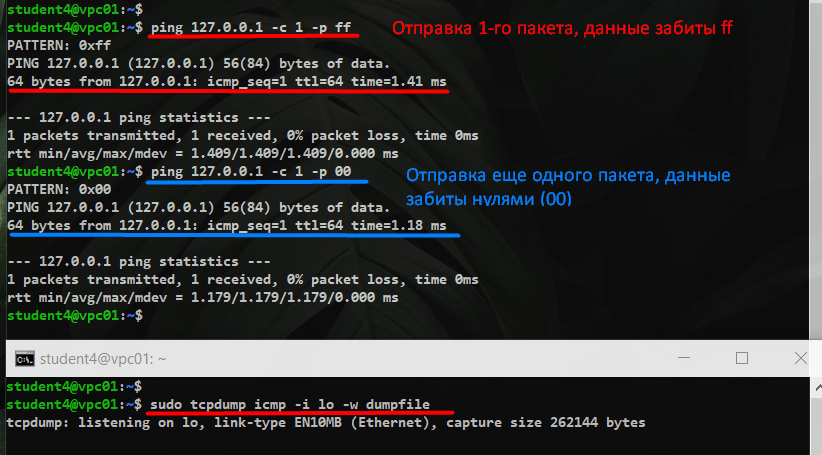 student4@vpc01:~$
student4@vpc01:~$ ping 127.0.0.1 -c 1 -p ff
Отправка 1-го пакета, данные забиты ff
PATTERN: 0xff
PING 127.0.0.1 (127.0.0.1) 56(84) bytes of data.
64 bytes from 127.0.0.1: icmp_seq=1 ttl=64 time=1.41 ms
--- 127.0.0.1 ping statistics ---
1 packets transmitted, 1 received, 0% packet loss, time 0ms
rtt min/avg/max/mdev = 1.409/1.409/1.409/0.000 ms
student4@vpc01:~$ ping 127.0.0.1 -c 1 -p 00
Отправка еще одного пакета, данные
забиты нулями (00)
PATTERN: 0x00
PING 127.0.0.1 (127.0.0.1) 56(84) bytes of data.
64 bytes from 127.0.0.1: icmp_seq=1 ttl=64 time=1.18 ms
--- 127.0.0.1 ping statistics ---
1 packets transmitted, 1 received, 0% packet loss, time 0ms
rtt min/avg/max/mdev = 1.179/1.179/1.179/0.000 ms
student4@vpc01:~$
student4@vpc01: ~
student4@vpc01:~$
student4@vpc01:~$ sudo tcpdump icmp -i lo -w dumpfile
tcpdump: listening on lo, link-type EN10MB (Ethernet), capture size 262144 bytes